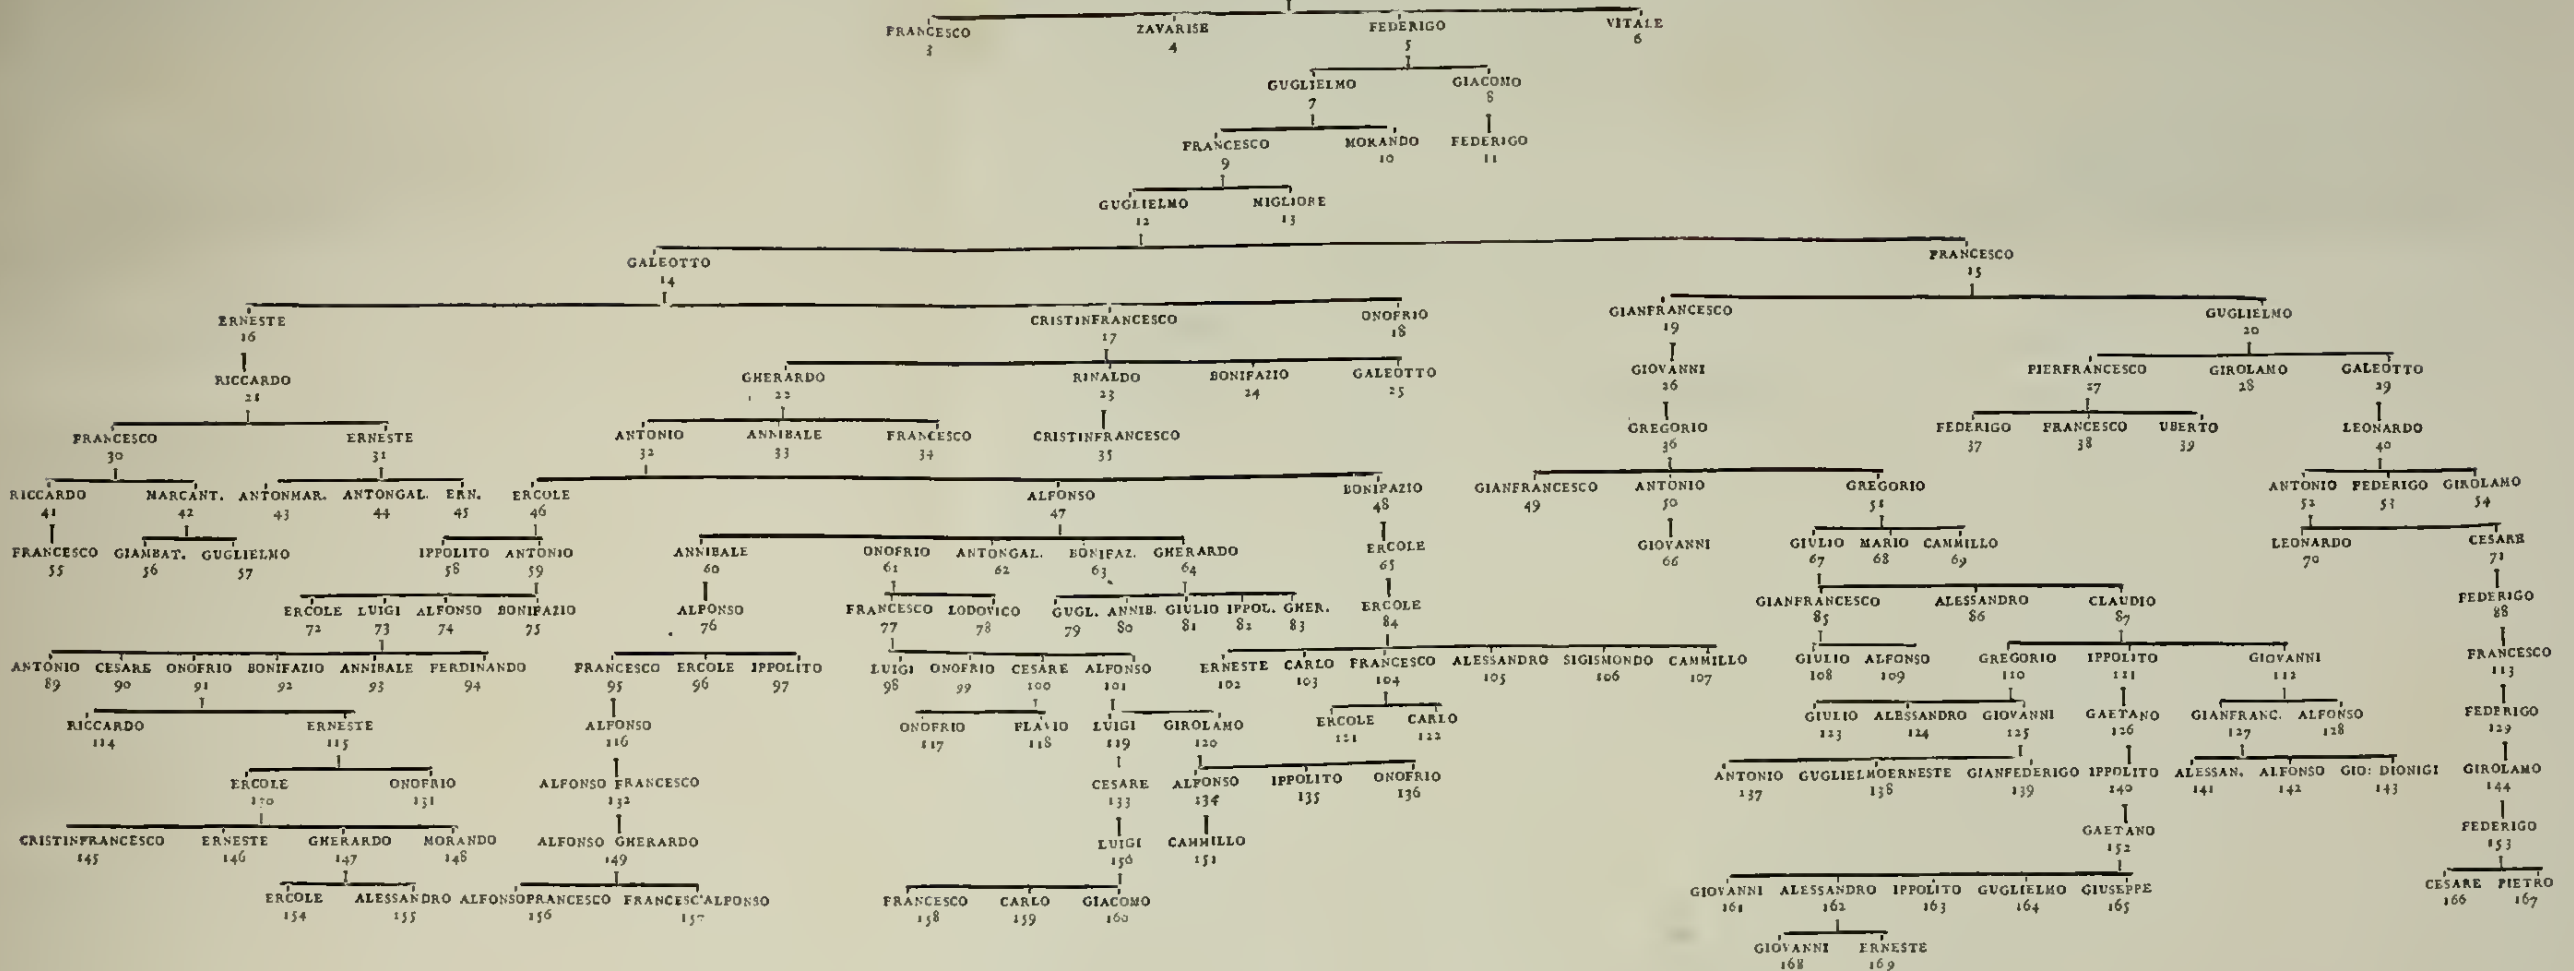 FRANCESCO ZAVARISE FEDERIGO VITALE
3 4 5 6
GUGLIELMO GIACOMO
7 8
FRANCESCO MORANDO FEDERIGO
9 10 11
GUGLIELMO MIGLIORE
12 13
GALEOTTO FRANCESCO
14 15
ERNESTE CRISTINFRANCESCO ONOFRIO GIANFRANCESCO GUGLIELMO
16 17 18 19 20
RICCARDO GHERARDO RINALDO BONIFAZIO GALEOTTO GIOVANNI PIERFRANCESCO GIROLAMO GALEOTTO
21 22 23 24 25 26 27 28 29
FRANCESCO ERNESTE ANTONIO ANNIBALE FRANCESCO CRISTINFRANCESCO GREGORIO FEDERIGO FRANCESCO UBERTO LEONARDO
30 31 32 33 34 35 36 37 38 39 40
RICCARDO MARCANT. ANTONMAR. ANTONGAL. ERN. ERCOLE ALFONSO BONIFAZIO GIANFRANCESCO ANTONIO GREGORIO ANTONIO FEDERIGO GIROLAMO
41 42 43 44 45 46 47 48 49 50 51 52 53 54
FRANCESCO GIAMBAT. GUGLIELMO IPPOLITO ANTONIO ANNIBALE ONOFRIO ANTONGAL. BONIFAZ. GHERARDO ERCOLE GIOVANNI GIULIO MARIO CAMMILLO LEONARDO CESARE
55 56 57 58 59 60 61 62 63 64 65 66 67 68 69 70 71
ERCOLE LUIGI ALFONSO BONIFAZIO ALFONSO FRANCESCO LODOVICO GUGL. ANNIB. GIULIO IPPOL. GHER. ERCOLE GIANFRANCESCO ALESSANDRO CLAUDIO FEDERIGO
72 73 74 75 76 77 78 79 80 81 82 83 84 85 86 87 88
ANTONIO CESARE ONOFRIO BONIFAZIO ANNIBALE FERDINANDO FRANCESCO ERCOLE IPPOLITO LUIGI ONOFRIO CESARE ALFONSO ERNESTE CARLO FRANCESCO ALESSANDRO SIGISMONDO CAMMILLO GIULIO ALFONSO GREGORIO IPPOLITO GIOVANNI FRANCESCO
89 90 91 92 93 94 95 96 97 98 99 100 101 102 103 104 105 106 107 108 109 110 111 112 113
RICCARDO ERNESTE ALFONSO ONOFRIO FLAVIO LUIGI GIROLAMO ERCOLE CARLO GIULIO ALESSANDRO GIOVANNI GAETANO GIANFRANC. ALFONSO FEDERIGO
114 115 116 117 118 119 120 121 122 123 124 125 126 127 128 129
ERCOLE ONOFRIO ALFONSO FRANCESCO CESARE ALFONSO IPPOLITO ONOFRIO ANTONIO GUGLIELMOERNESTE GIANFEDERIGO IPPOLITO ALESSAN. ALFONSO GIO: DIONIGI GIROLAMO
130 131 132 133 134 135 136 137 138 139 140 141 142 143 144
CRISTINFRANCESCO ERNESTE GHERARDO MORANDO ALFONSO GHERARDO LUIGI CAMMILLO GAETANO FEDERIGO
145 146 147 148 149 150 151 152 153
ERCOLE ALESSANDRO ALFONSOFRANCESCO FRANCESC'ALFONSO FRANCESCO CARLO GIACOMO GIOVANNI ALESSANDRO IPPOLITO GUGLIELMO GIUSEPPE CESARE PIETRO
154 155 156 157 158 159 160 161 162 163 164 165 166 167
GIOVANNI ERNESTE
168 169